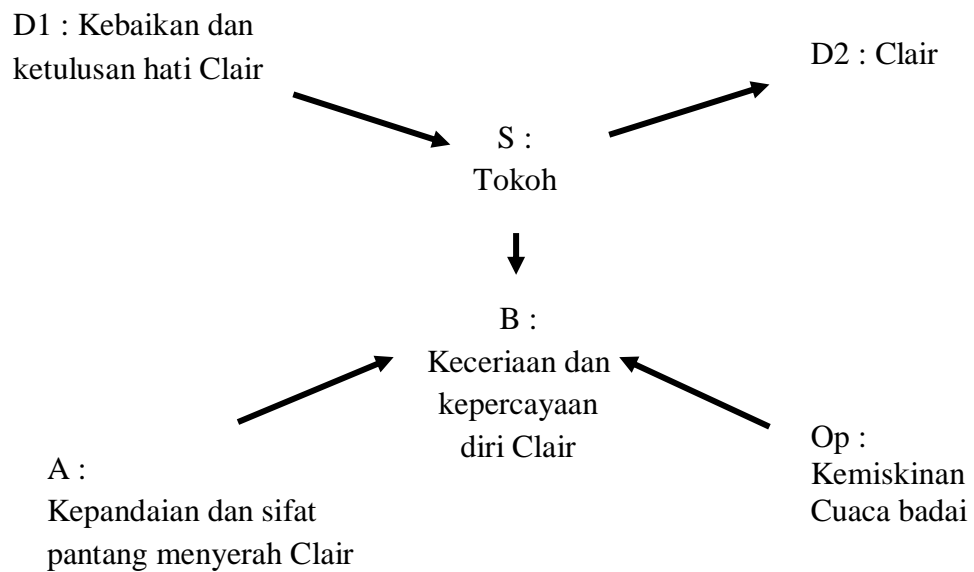 D1 : Kebaikan dan
ketulusan hati Clair
D2 : Clair
S :
Tokoh
B :
Keceriaan dan
kepercayaan
diri Clair
A :
Kepandaian dan sifat
pantang menyerah Clair
Op :
Kemiskinan
Cuaca badai